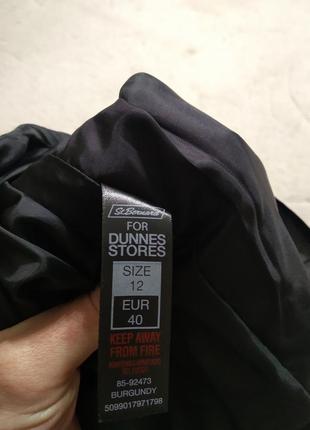 St.Bernard
FOR
DUNNES
STORES
SIZE
12
EUR
40
KEEP AWAY
FROM FIRE
85-92473
BURGUNDY
5099017971798